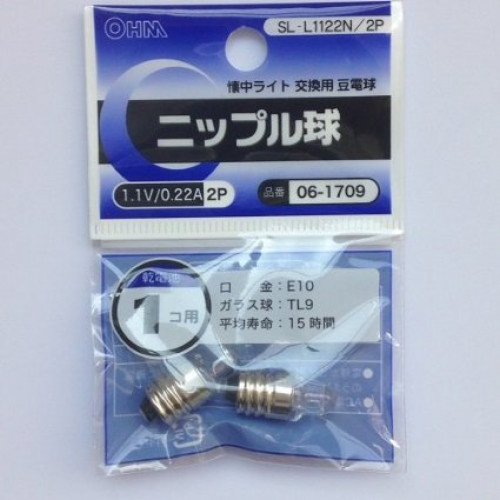 OHM
SL-L1122N/2P
懐中ライト 交換用 豆電球
ニップル球
1.1V/0.22A 2P
品番 06-1709
乾電池
1コ用
口金:E10
ガラス球:TL9
平均寿命:15時間